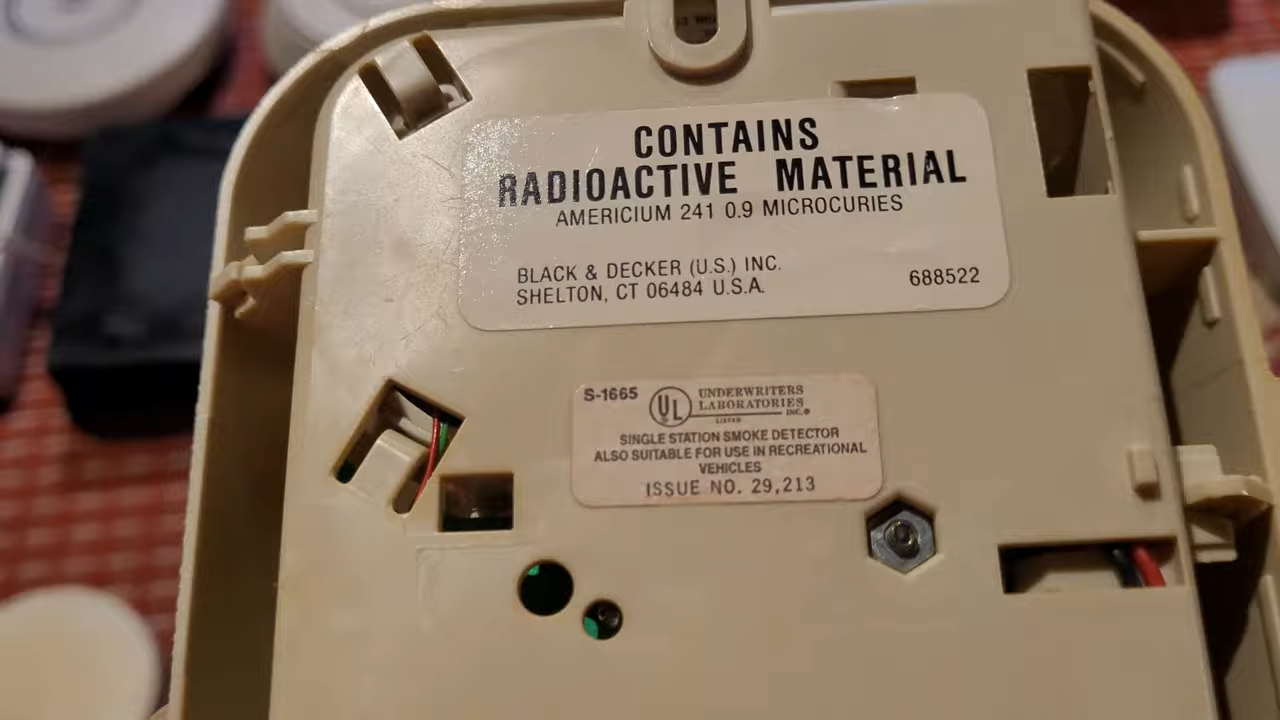 CONTAINS
RADIOACTIVE MATERIAL
AMERICIUM 241 0.9 MICROCURIES
BLACK & DECKER (U.S.) INC.
SHELTON, CT 06484 U.S.A.
688522
S-1665
UL
UNDERWRITERS
LABORATORIES
INC.®
LISTED
SINGLE STATION SMOKE DETECTOR
ALSO SUITABLE FOR USE IN RECREATIONAL
VEHICLES
ISSUE NO. 29,213